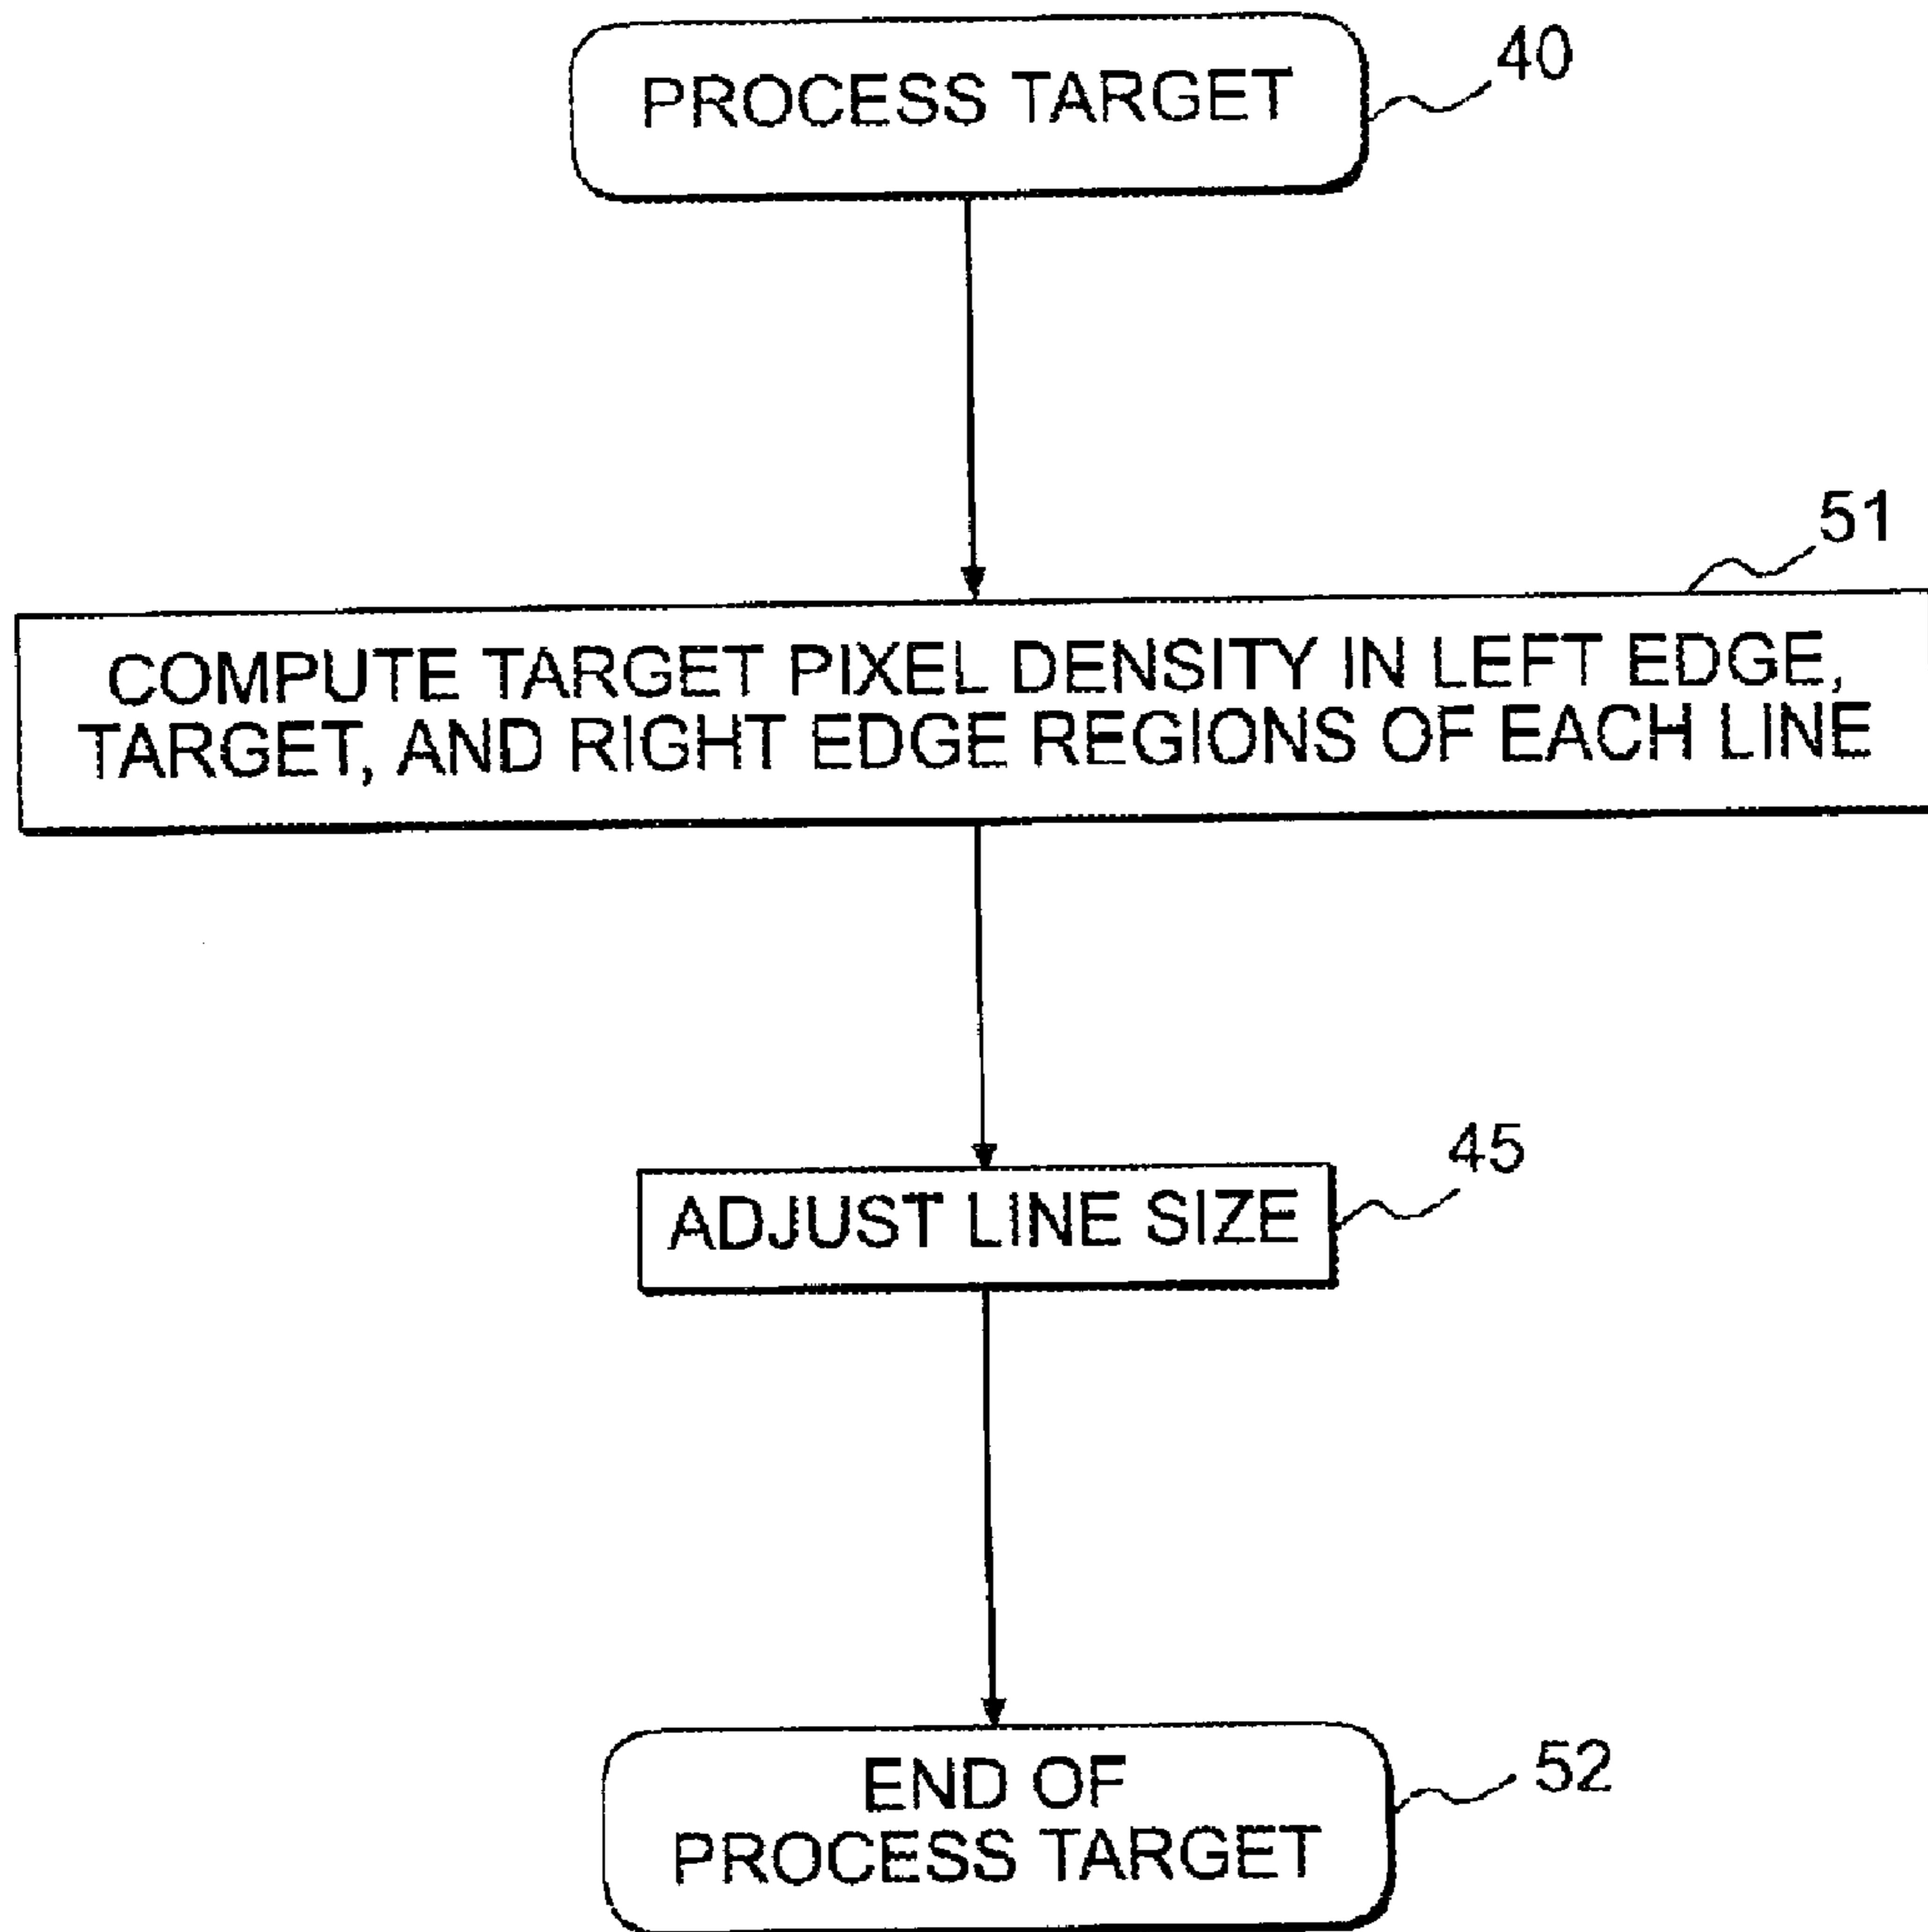 PROCESS TARGET
40
51
COMPUTE TARGET PIXEL DENSITY IN LEFT EDGE,
TARGET, AND RIGHT EDGE REGIONS OF EACH LINE
45
ADJUST LINE SIZE
52
END OF
PROCESS TARGET